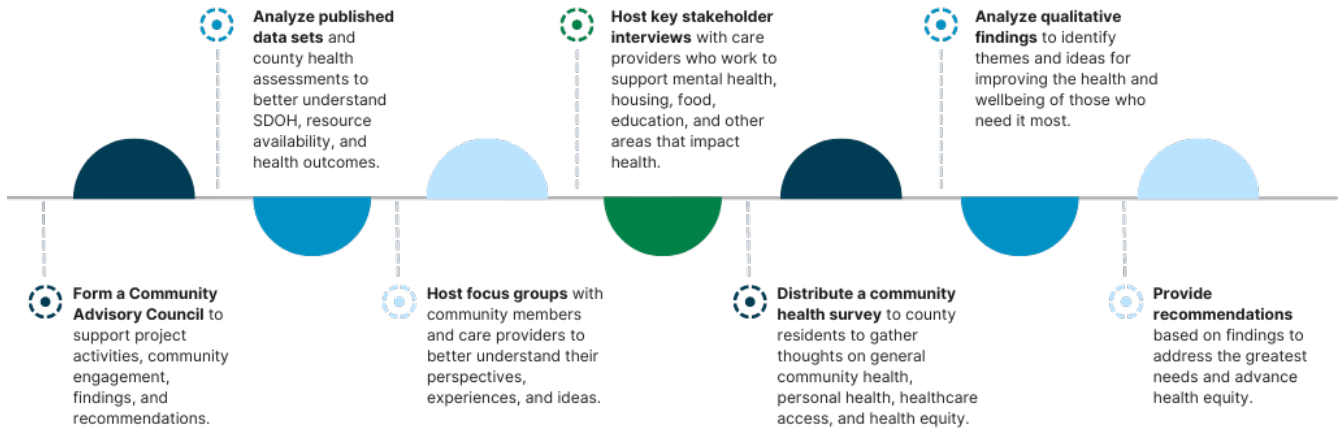 Analyze published
data sets and
county health
assessments to
better understand
SDOH, resource
availability, and
health outcomes.
Host key stakeholder
interviews with care
providers who work to
support mental health,
housing, food,
education, and other
areas that impact
health.
Analyze qualitative
findings to identify
themes and ideas for
improving the health and
wellbeing of those who
need it most.
Form a Community
Advisory Council to
support project
activities, community
engagement,
findings, and
recommendations.
Host focus groups with
community members
and care providers to
better understand their
perspectives,
experiences, and ideas.
Distribute a community
health survey to county
residents to gather
thoughts on general
community health,
personal health, healthcare
access, and health equity.
Provide
recommendations
based on findings to
address the greatest
needs and advance
health equity.